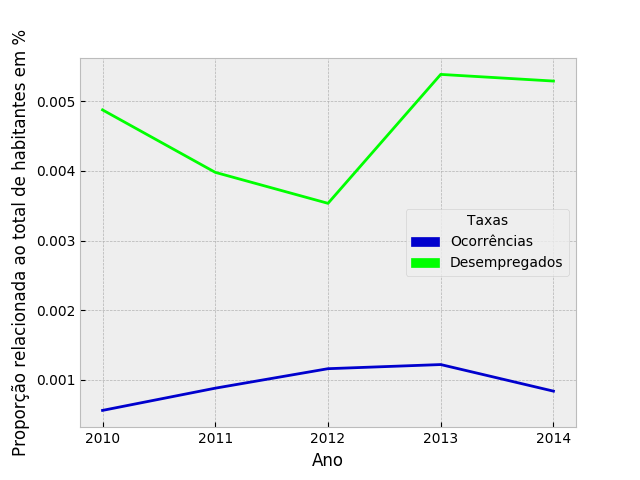 Proporção relacionada ao total de habitantes em %
0.005
0.004
0.003
0.002
0.001
Taxas
Ocorrências
Desempregados
2010 2011 2012 2013 2014
Ano